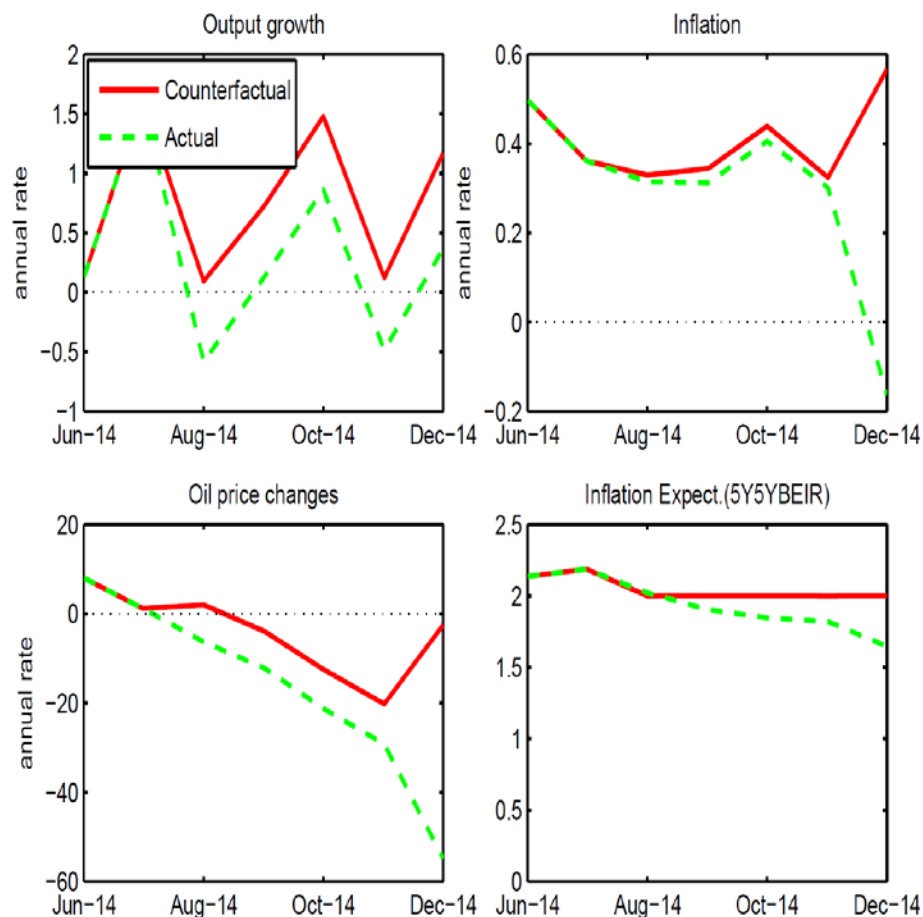 Output growth
annual rate
2
1.5
1
0.5
0
−0.5
−1
Counterfactual
Actual
Jun−14
Aug−14
Oct−14
Dec−14
Inflation
annual rate
0.6
0.4
0.2
0
−0.2
Jun−14
Aug−14
Oct−14
Dec−14
Oil price changes
annual rate
20
0
−20
−40
−60
Jun−14
Aug−14
Oct−14
Dec−14
Inflation Expect.(5Y5YBEIR)
2.5
2
1.5
1
0.5
0
Jun−14
Aug−14
Oct−14
Dec−14